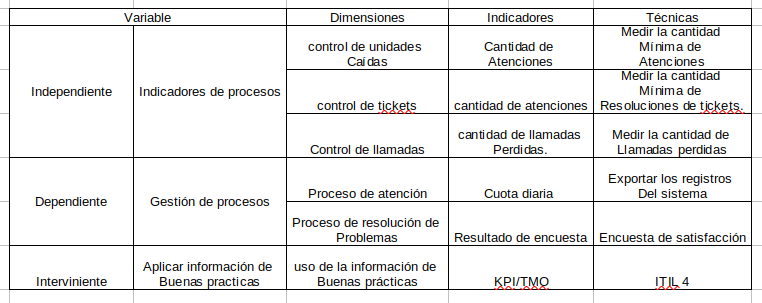 Variable
Dimensiones
Indicadores
Técnicas
Independiente
Indicadores de procesos
control de unidades
Caídas
Cantidad de
Atenciones
Medir la cantidad
Mínima de
Atenciones
control de tickets
cantidad de atenciones
Medir la cantidad
Mínima de
Resoluciones de tickets.
Control de llamadas
cantidad de llamadas
Perdidas.
Medir la cantidad de
Llamadas perdidas
Dependiente
Gestión de procesos
Proceso de atención
Cuota diaria
Exportar los registros
Del sistema
Proceso de resolución de
Problemas
Resultado de encuesta
Encuesta de satisfacción
Interviniente
Aplicar información de
Buenas practicas
uso de la información de
Buenas prácticas
KPI/TMO
ITIL 4